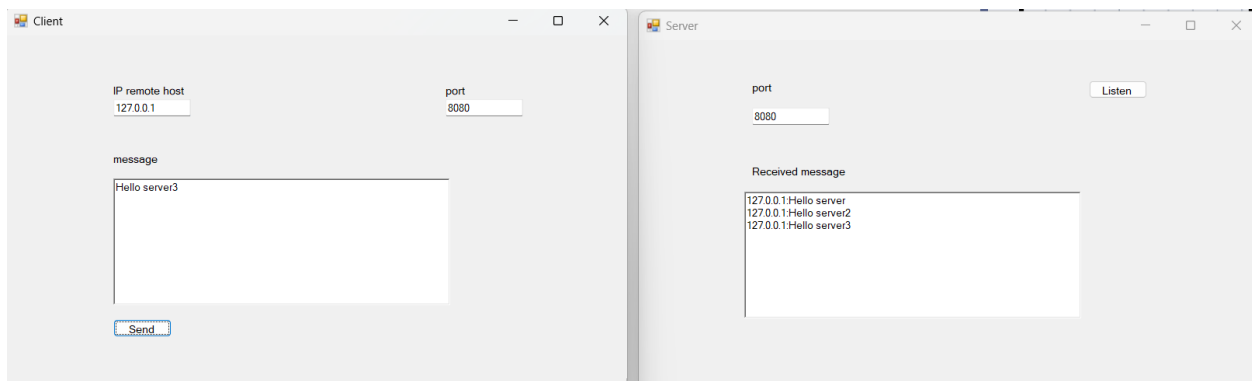 Client
IP remote host
port
127.0.0.1
8080
message
Hello server3
Send
Server
port
Listen
8080
Received message
127.0.0.1:Hello server
127.0.0.1:Hello server2
127.0.0.1:Hello server3